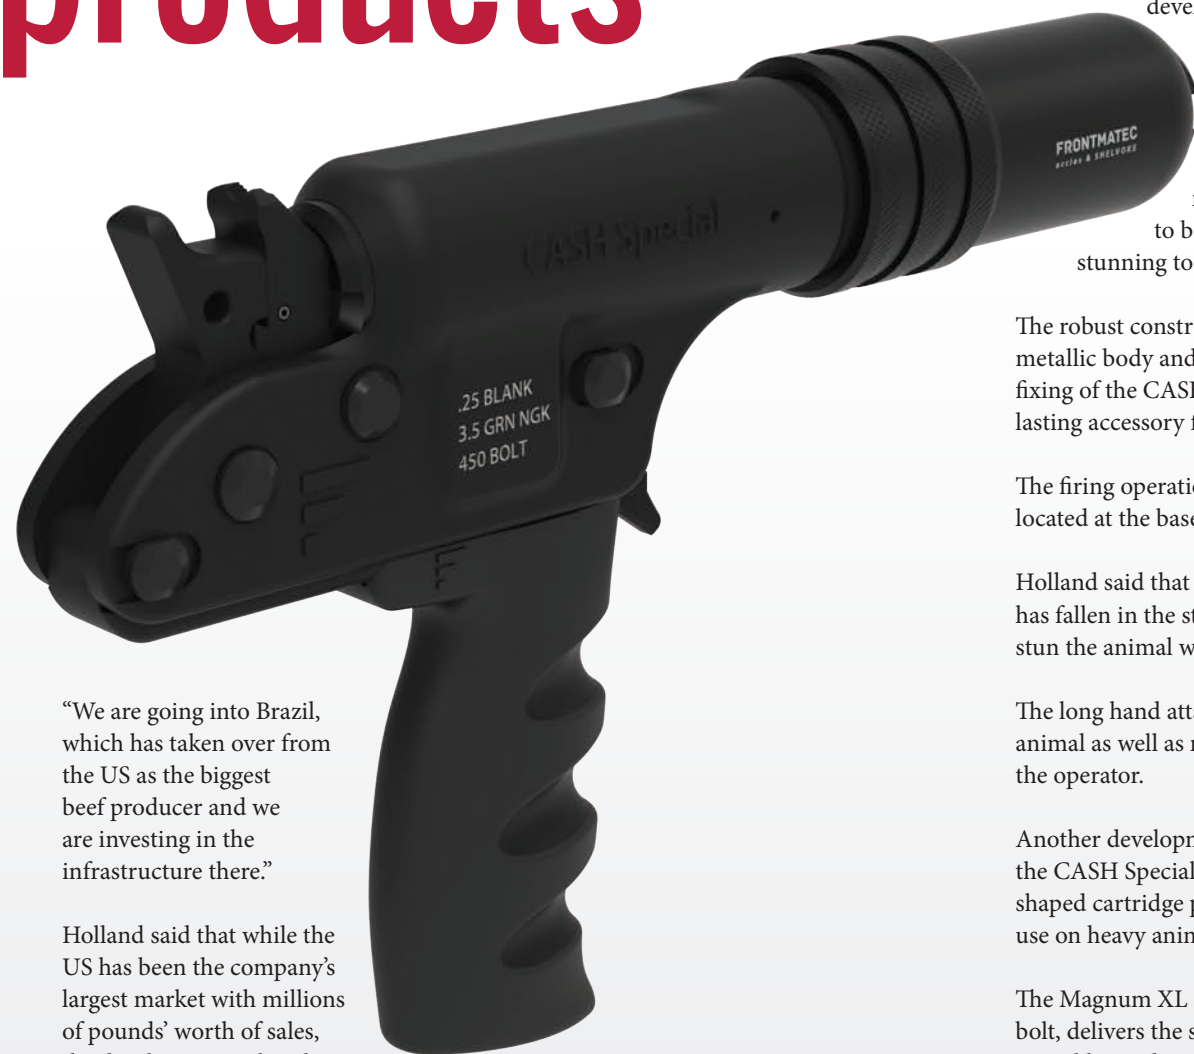 products
FRONTMATEC
accles & SHELVOKE
CASH Special
.25 BLANK
3.5 GRN NGK
450 BOLT
“We are going into Brazil,
which has taken over from
the US as the biggest
beef producer and we
are investing in the
infrastructure there.”
Holland said that while the
US has been the company’s
largest market with millions
of pounds’ worth of sales,
to b
stunning to
The robust constr
metallic body and
fixing of the CASH
lasting accessory f
The firing operatio
located at the base
Holland said that
has fallen in the st
stun the animal w
The long hand atta
animal as well as r
the operator.
Another developm
the CASH Special
shaped cartridge p
use on heavy anim
The Magnum XL
bolt, delivers the s